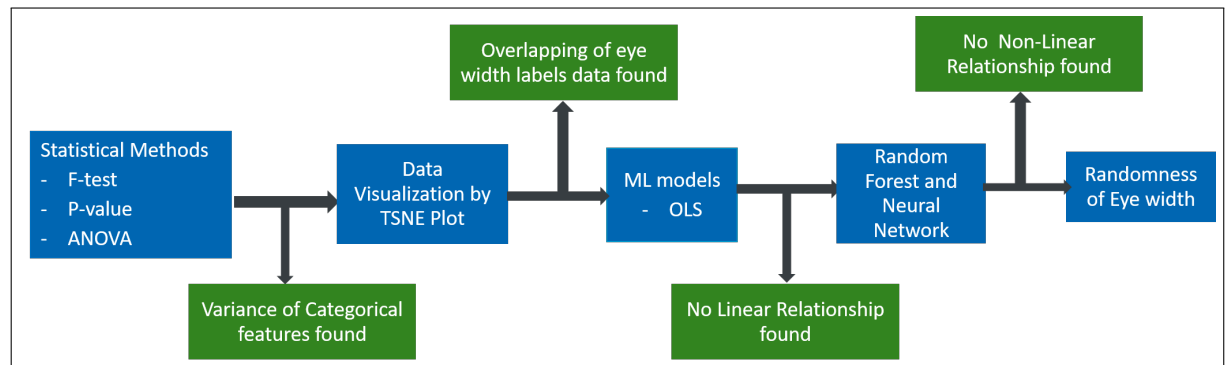 Overlapping of eye
width labels data found
No  Non-Linear
Relationship found
Statistical Methods
- F-test
- P-value
- ANOVA
Data
Visualization by
TSNE Plot
ML models
- OLS
Random
Forest and
Neural
Network
Randomness
of Eye width
Variance of Categorical
features found
No Linear Relationship
found